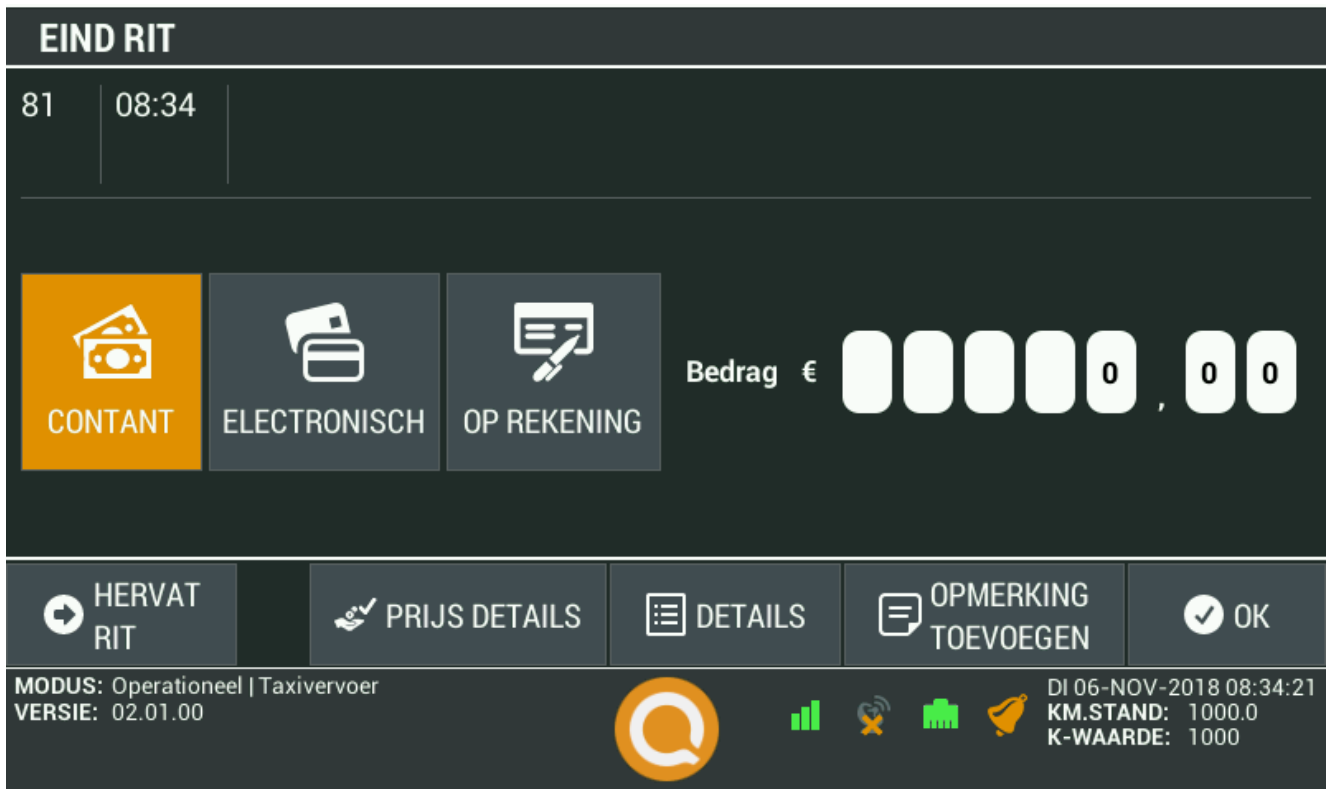 EIND RIT
81 08:34
CONTANT ELECTRONISCH OP REKENING Bedrag € 0 , 0 0
HERVAT
RIT
PRIJS DETAILS
DETAILS
OPMERKING
TOEVOEGEN
OK
MODUS: Operationeel | Taxivervoer
VERSIE: 02.01.00
DI 06-NOV-2018 08:34:21
KM.STAND: 1000.0
K-WAARDE: 1000